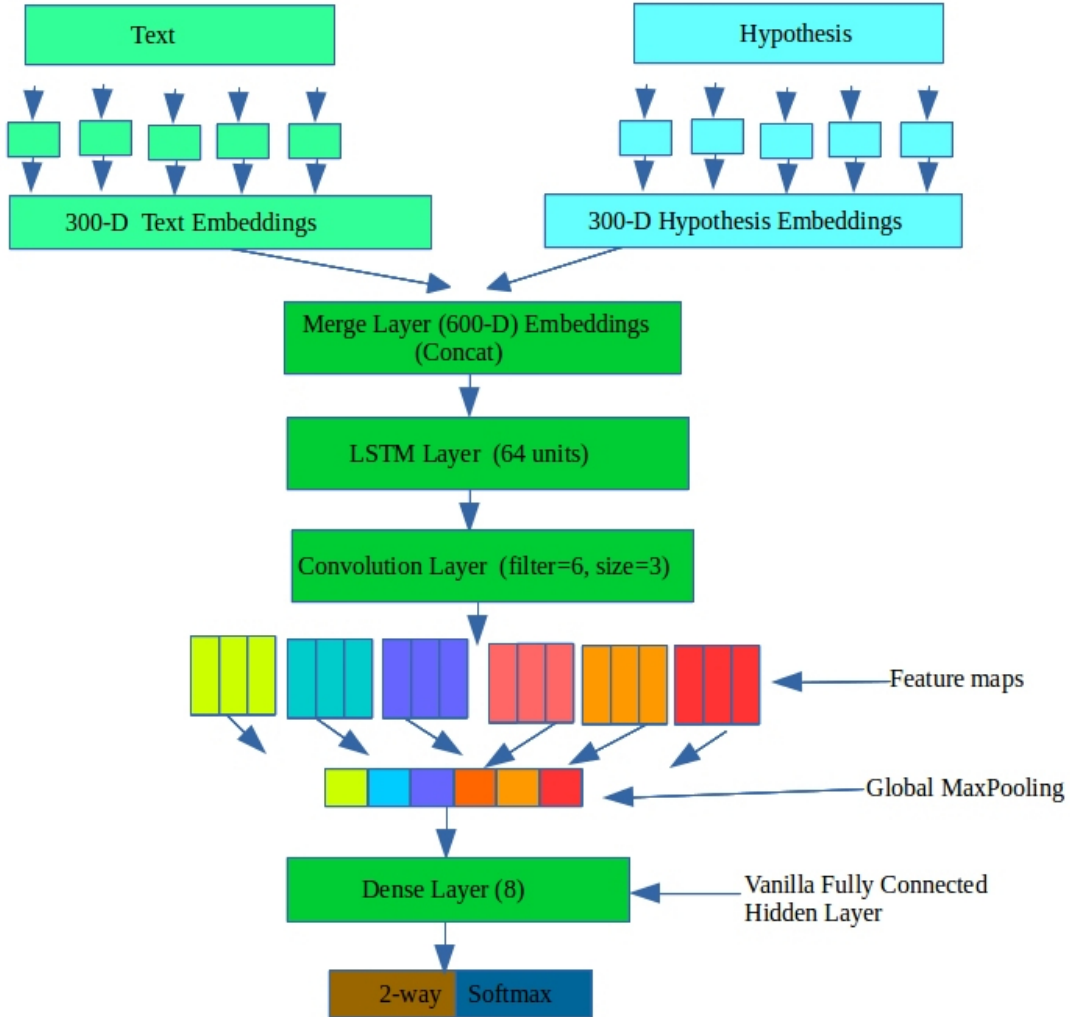 Text
Hypothesis
300-D Text Embeddings
300-D Hypothesis Embeddings
Merge Layer (600-D) Embeddings
(Concat)
LSTM Layer (64 units)
Convolution Layer (filter=6, size=3)
Feature maps
Global MaxPooling
Dense Layer (8)
Vanilla Fully Connected
Hidden Layer
2-way Softmax